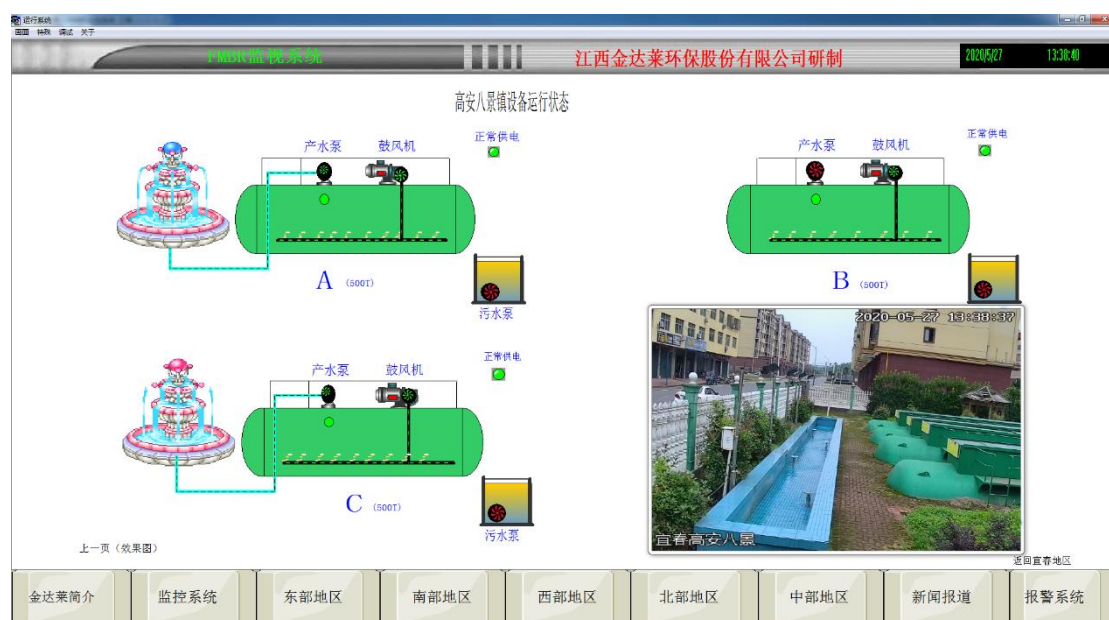 运行系统
画面 特殊 调试 关于
FMBR监视系统
江西金达莱环保股份有限公司研制
2020/5/27 13:38:40
高安八景镇设备运行状态
产水泵 鼓风机 正常供电
A (500T)
污水泵
产水泵 鼓风机 正常供电
B (500T)
产水泵 鼓风机 正常供电
C (500T)
污水泵
2020-05-27 13:38:37
宜春高安八景
上一页（效果图）
返回宜春地区
金达莱简介 监控系统 东部地区 南部地区 西部地区 北部地区 中部地区 新闻报道 报警系统